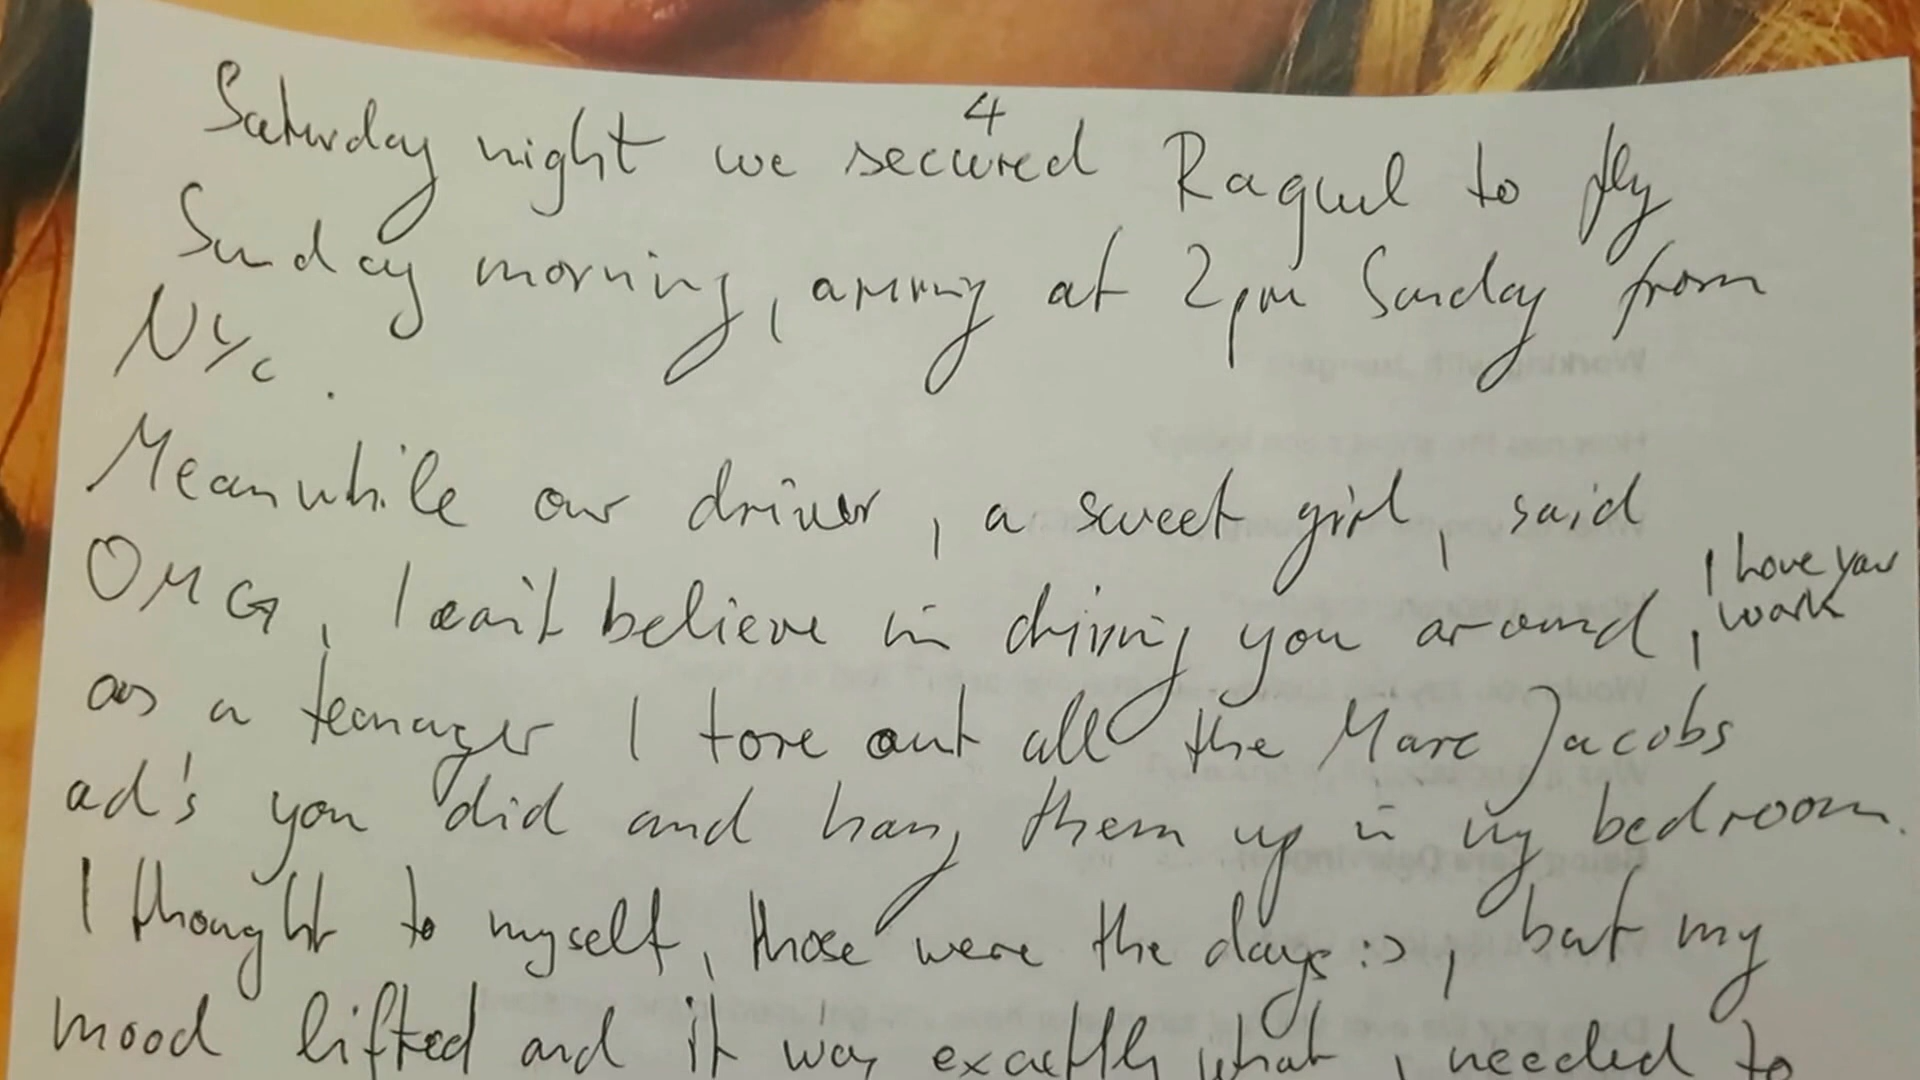 4
Saturday night we secured Raquel to fly
Sunday morning, arriving at 2pm Sunday from
NYC.
Meanwhile our driver, a sweet girl, said
OMG, I can't believe im driving you around, I love your work
as a teenager I tore out all the Marc Jacobs
ad's you did and hang them up in my bedroom.
I thought to myself, those were the days :), but my
mood lifted and it was exactly what I needed to